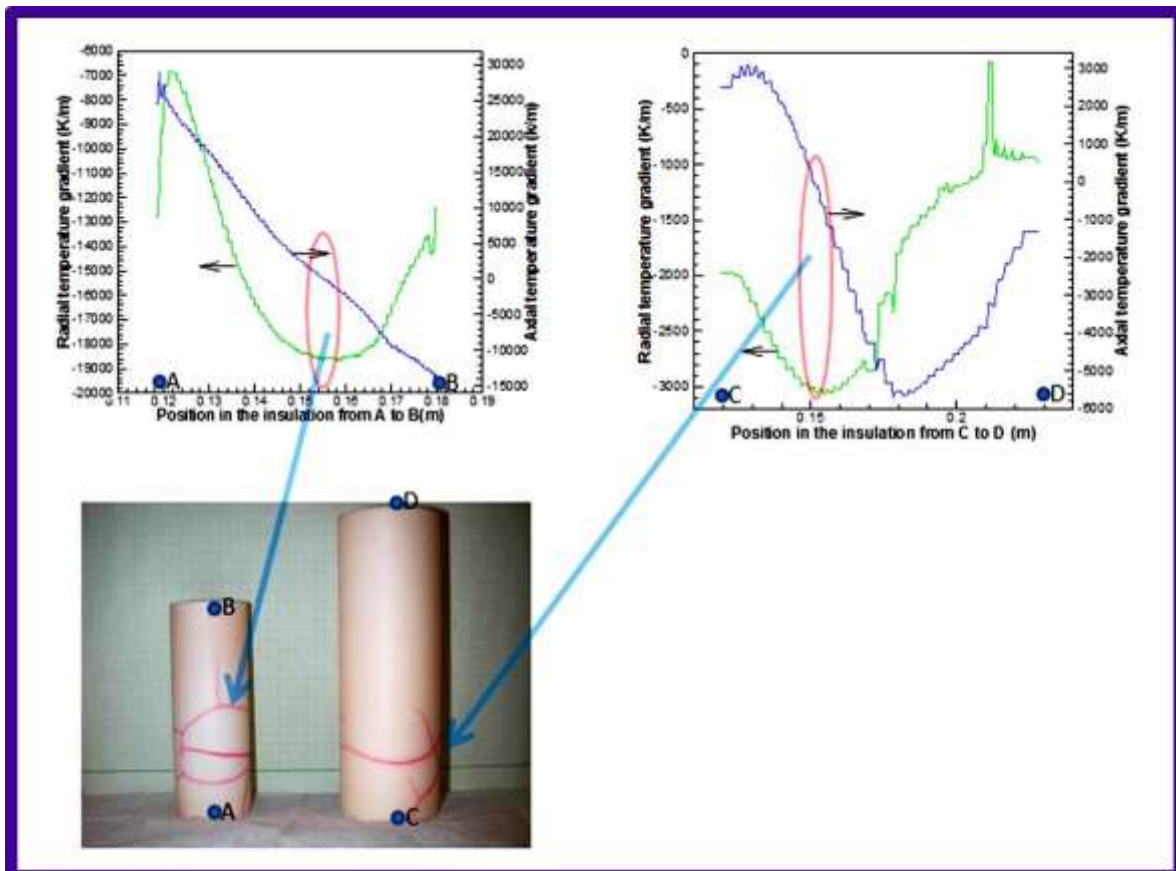 -6000
-7000
-8000
-9000
-10000
-11000
-12000
-13000
-14000
-15000
-16000
-17000
-18000
-19000
-20000
Radial temperature gradient (K/m)
30000
25000
20000
15000
10000
5000
0
-5000
-10000
-15000
Axial temperature gradient (k/m)
A
B
0.11 0.12 0.13 0.14 0.15 0.16 0.17 0.18 0.19
Position in the insulation from A to B(m)
0
-500
-1000
-1500
-2000
-2500
-3000
Radial temperature gradient (K/m)
3000
2000
1000
0
-1000
-2000
-3000
-4000
-5000
-6000
Axial temperature gradient (K/m)
C
D
0.15 0.2
Position in the insulation from C to D (m)
D
B
A
C